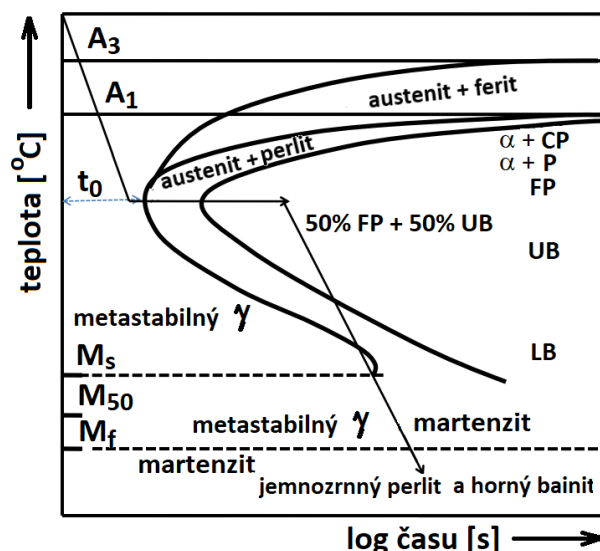 A₃
austenit + ferit
A₁
austenit + perlit
α + CP
α + P
FP
t₀
50% FP + 50% UB
UB
metastabilný γ
LB
Mₛ
M₅₀
metastabilný γ
martenzit
M_f
martenzit
jemnozrnný perlit a horný bainit
teplota [°C]
log času [s]